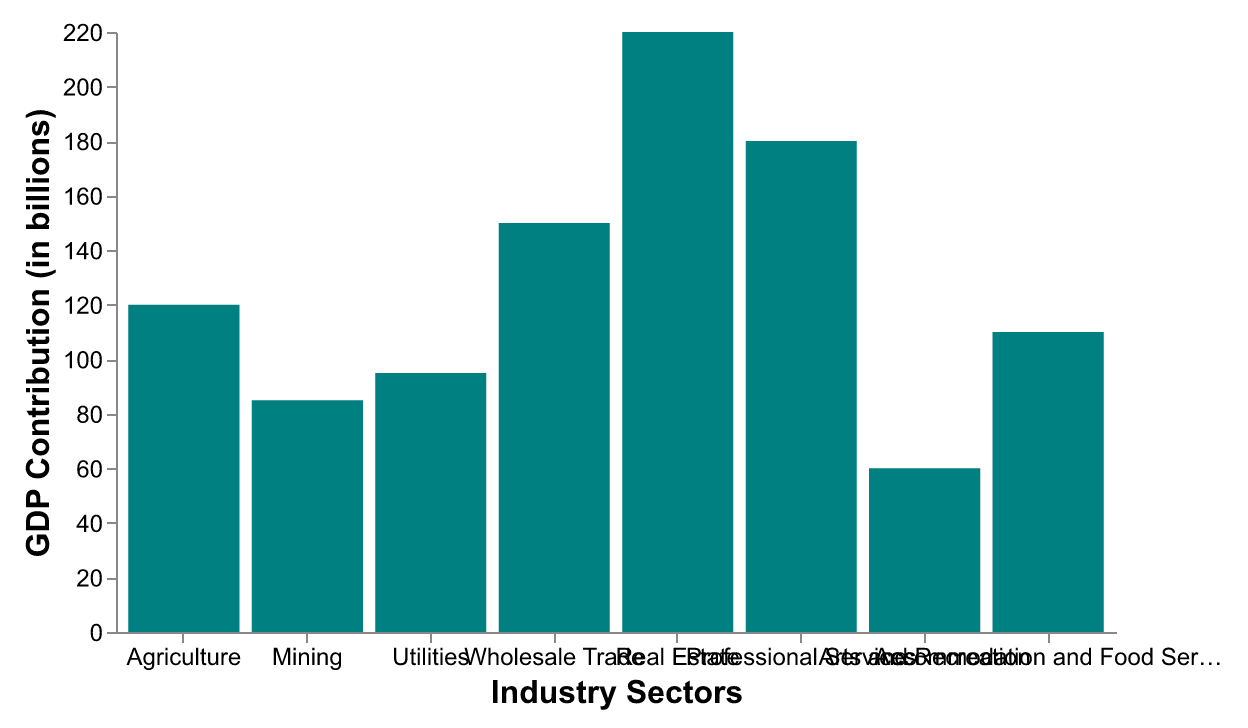 GDP Contribution (in billions)
220
200
180
160
140
120
100
80
60
40
20
0
Agriculture
Mining
Utilities
Wholesale Trade
Real Estate
Professional Services
Arts and Recreation
Accommodation and Food Ser…
Industry Sectors